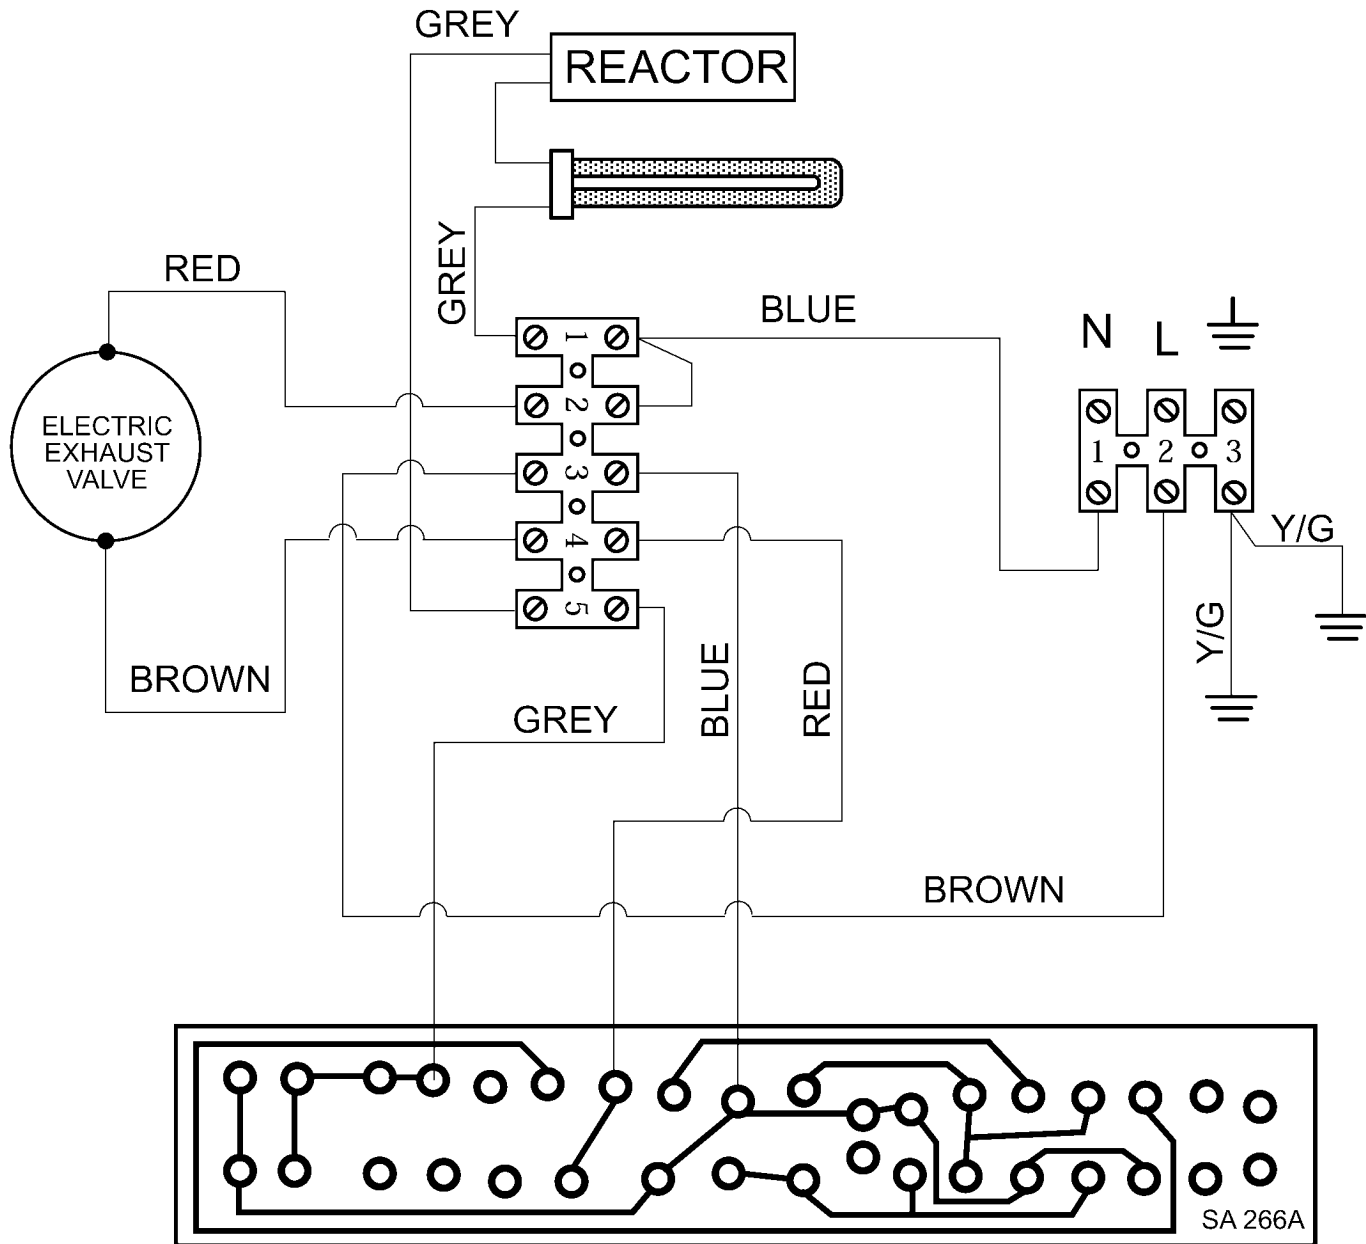 GREY
REACTOR
GREY
RED
BLUE
N L
1
2
3
4
5
1 2 3
ELECTRIC
EXHAUST
VALVE
Y/G
Y/G
BROWN
GREY
BLUE
RED
BROWN
SA 266A